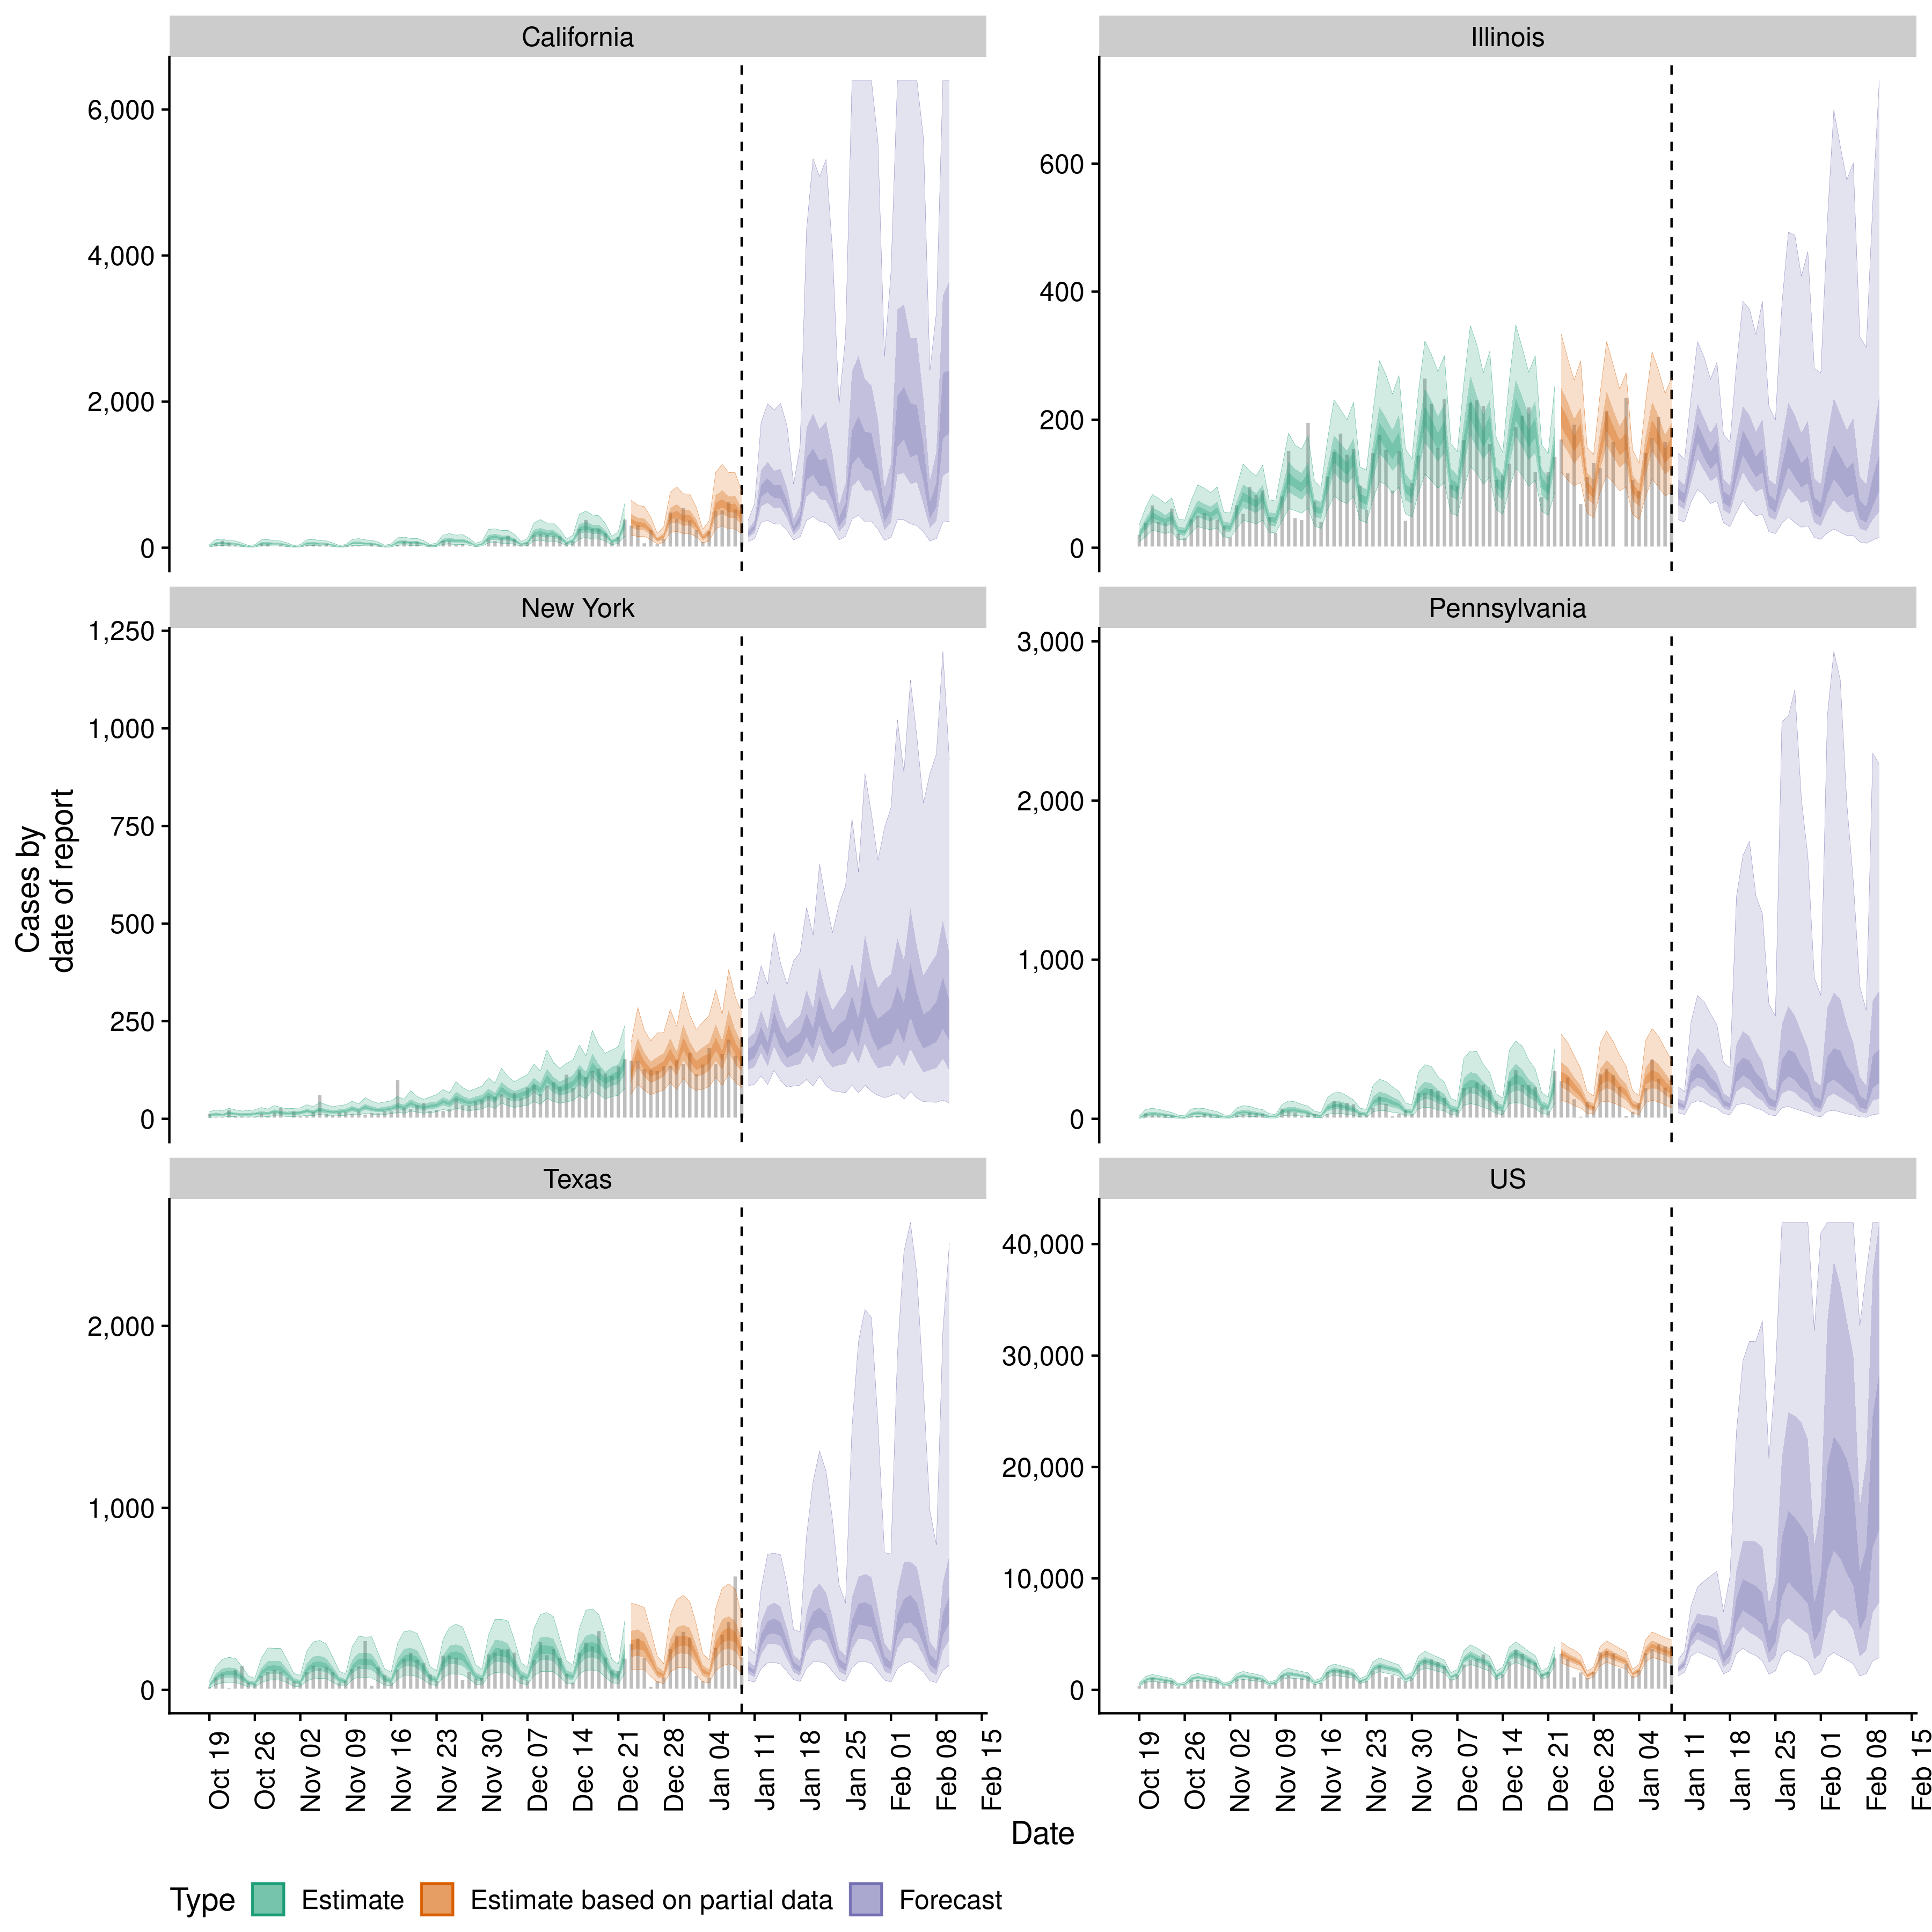 California
Illinois
6,000
4,000
2,000
0
600
400
200
0
New York
Pennsylvania
1,250
1,000
750
500
250
0
3,000
2,000
1,000
0
Cases by
date of report
Texas
US
2,000
1,000
0
40,000
30,000
20,000
10,000
0
Oct 19
Oct 26
Nov 02
Nov 09
Nov 16
Nov 23
Nov 30
Dec 07
Dec 14
Dec 21
Dec 28
Jan 04
Jan 11
Jan 18
Jan 25
Feb 01
Feb 08
Feb 15
Oct 19
Oct 26
Nov 02
Nov 09
Nov 16
Nov 23
Nov 30
Dec 07
Dec 14
Dec 21
Dec 28
Jan 04
Jan 11
Jan 18
Jan 25
Feb 01
Feb 08
Feb 15
Date
Type Estimate Estimate based on partial data Forecast